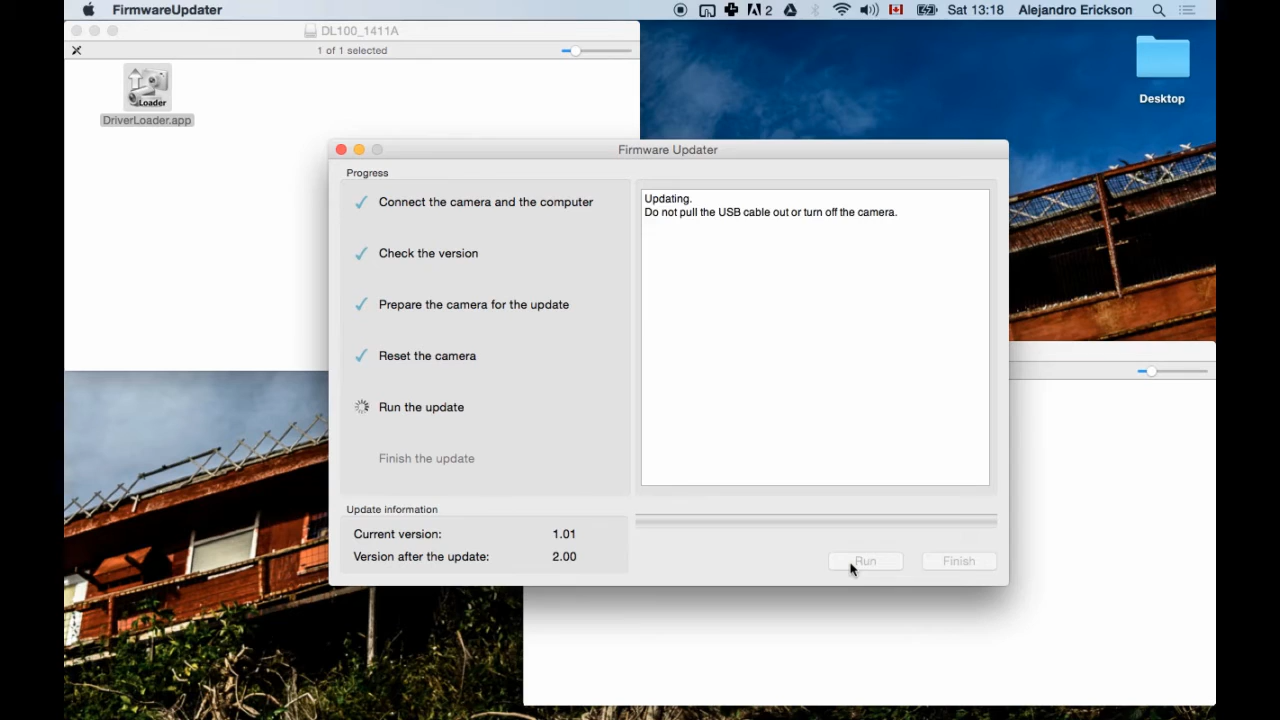 FirmwareUpdater
2
Sat 13:18
Alejandro Erickson
DL100_1411A
1 of 1 selected
Loader
DriverLoader.app
Desktop
Firmware Updater
Progress
Connect the camera and the computer
Check the version
Prepare the camera for the update
Reset the camera
Run the update
Finish the update
Updating.
Do not pull the USB cable out or turn off the camera.
Update information
Current version: 1.01
Version after the update: 2.00
Run
Finish